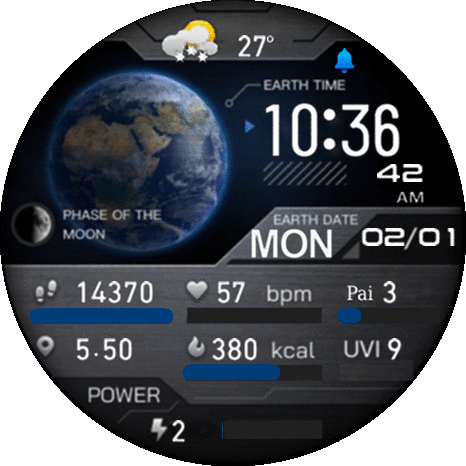 27°
EARTH TIME
10:36
42
AM
PHASE OF THE
MOON
EARTH DATE
MON 02/01
14370 57 bpm Pai 3
5.50 380 kcal UVI 9
POWER
2